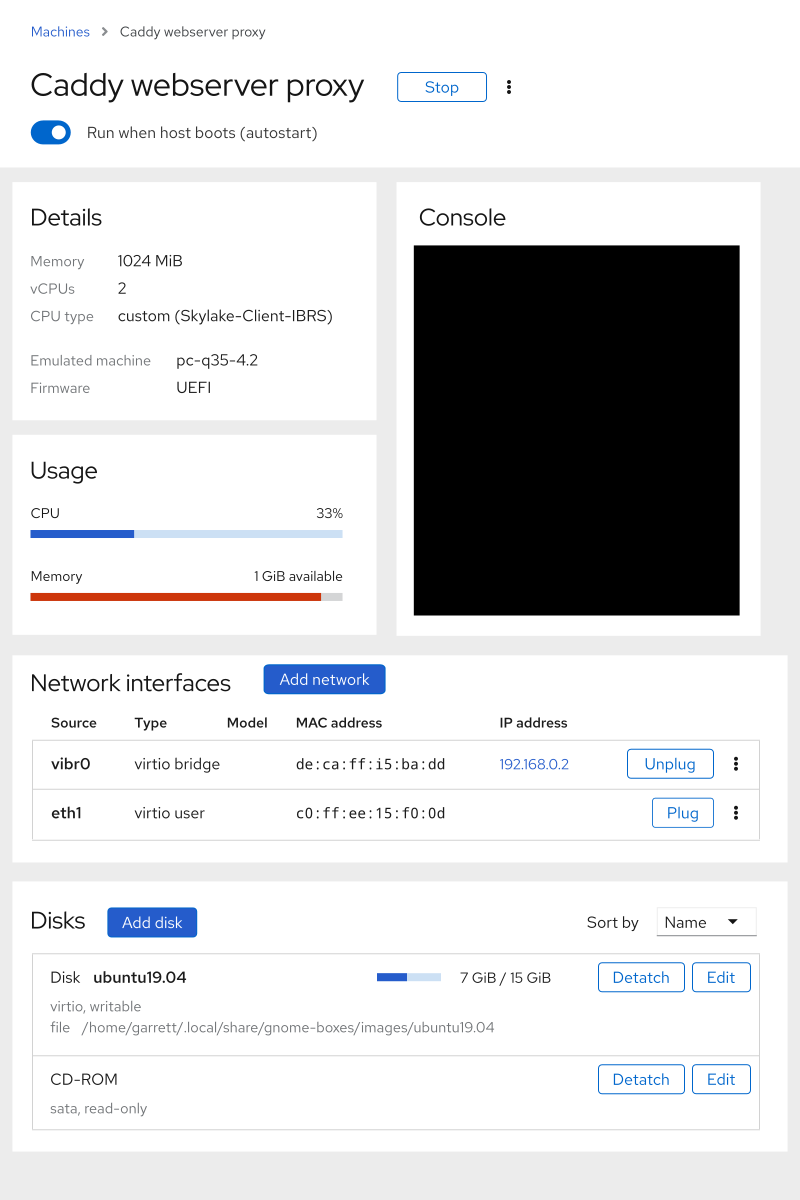 Machines > Caddy webserver proxy
Caddy webserver proxy Stop
Run when host boots (autostart)
Details
Memory 1024 MiB
vCPUs 2
CPU type custom (Skylake-Client-IBRS)
Emulated machine pc-q35-4.2
Firmware UEFI
Console
Usage
CPU 33%
Memory 1 GiB available
Network interfaces Add network
Source Type Model MAC address IP address
vibr0 virtio bridge de:ca:ff:i5:ba:dd 192.168.0.2 Unplug
eth1 virtio user c0:ff:ee:15:f0:0d Plug
Disks Add disk Sort by Name
Disk ubuntu19.04 7 GiB / 15 GiB Detatch Edit
virtio, writable
file /home/garrett/.local/share/gnome-boxes/images/ubuntu19.04
CD-ROM Detatch Edit
sata, read-only